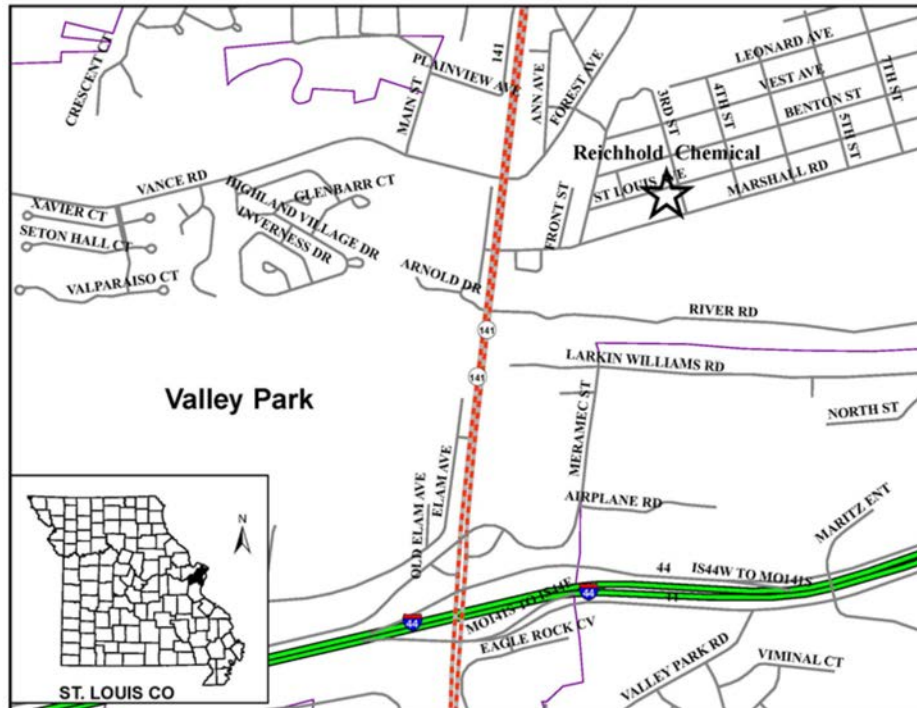 CRESCENT CT
PLAINVIEW AVE
141
MAIN ST
ANN AVE
FOREST AVE
LEONARD AVE
VEST AVE
BENTON ST
3RD ST
4TH ST
5TH ST
7TH ST
Reichhold Chemical
ST LOUIS AVE
MARSHALL RD
FRONT ST
VANCE RD
HIGHLAND VILLAGE DR
GLENBARR CT
XAVIER CT
SETON HALL CT
INVERNESS DR
VALPARAISO CT
ARNOLD DR
RIVER RD
141
LARKIN WILLIAMS RD
141
Valley Park
MERAMEC ST
NORTH ST
ELAM AVE
OLD ELAM AVE
AIRPLANE RD
MARITZ ENT
44
IS44W TO MO141S
44
44
EAGLE ROCK CV
VALLEY PARK RD
VIMINAL CT
N
ST. LOUIS CO